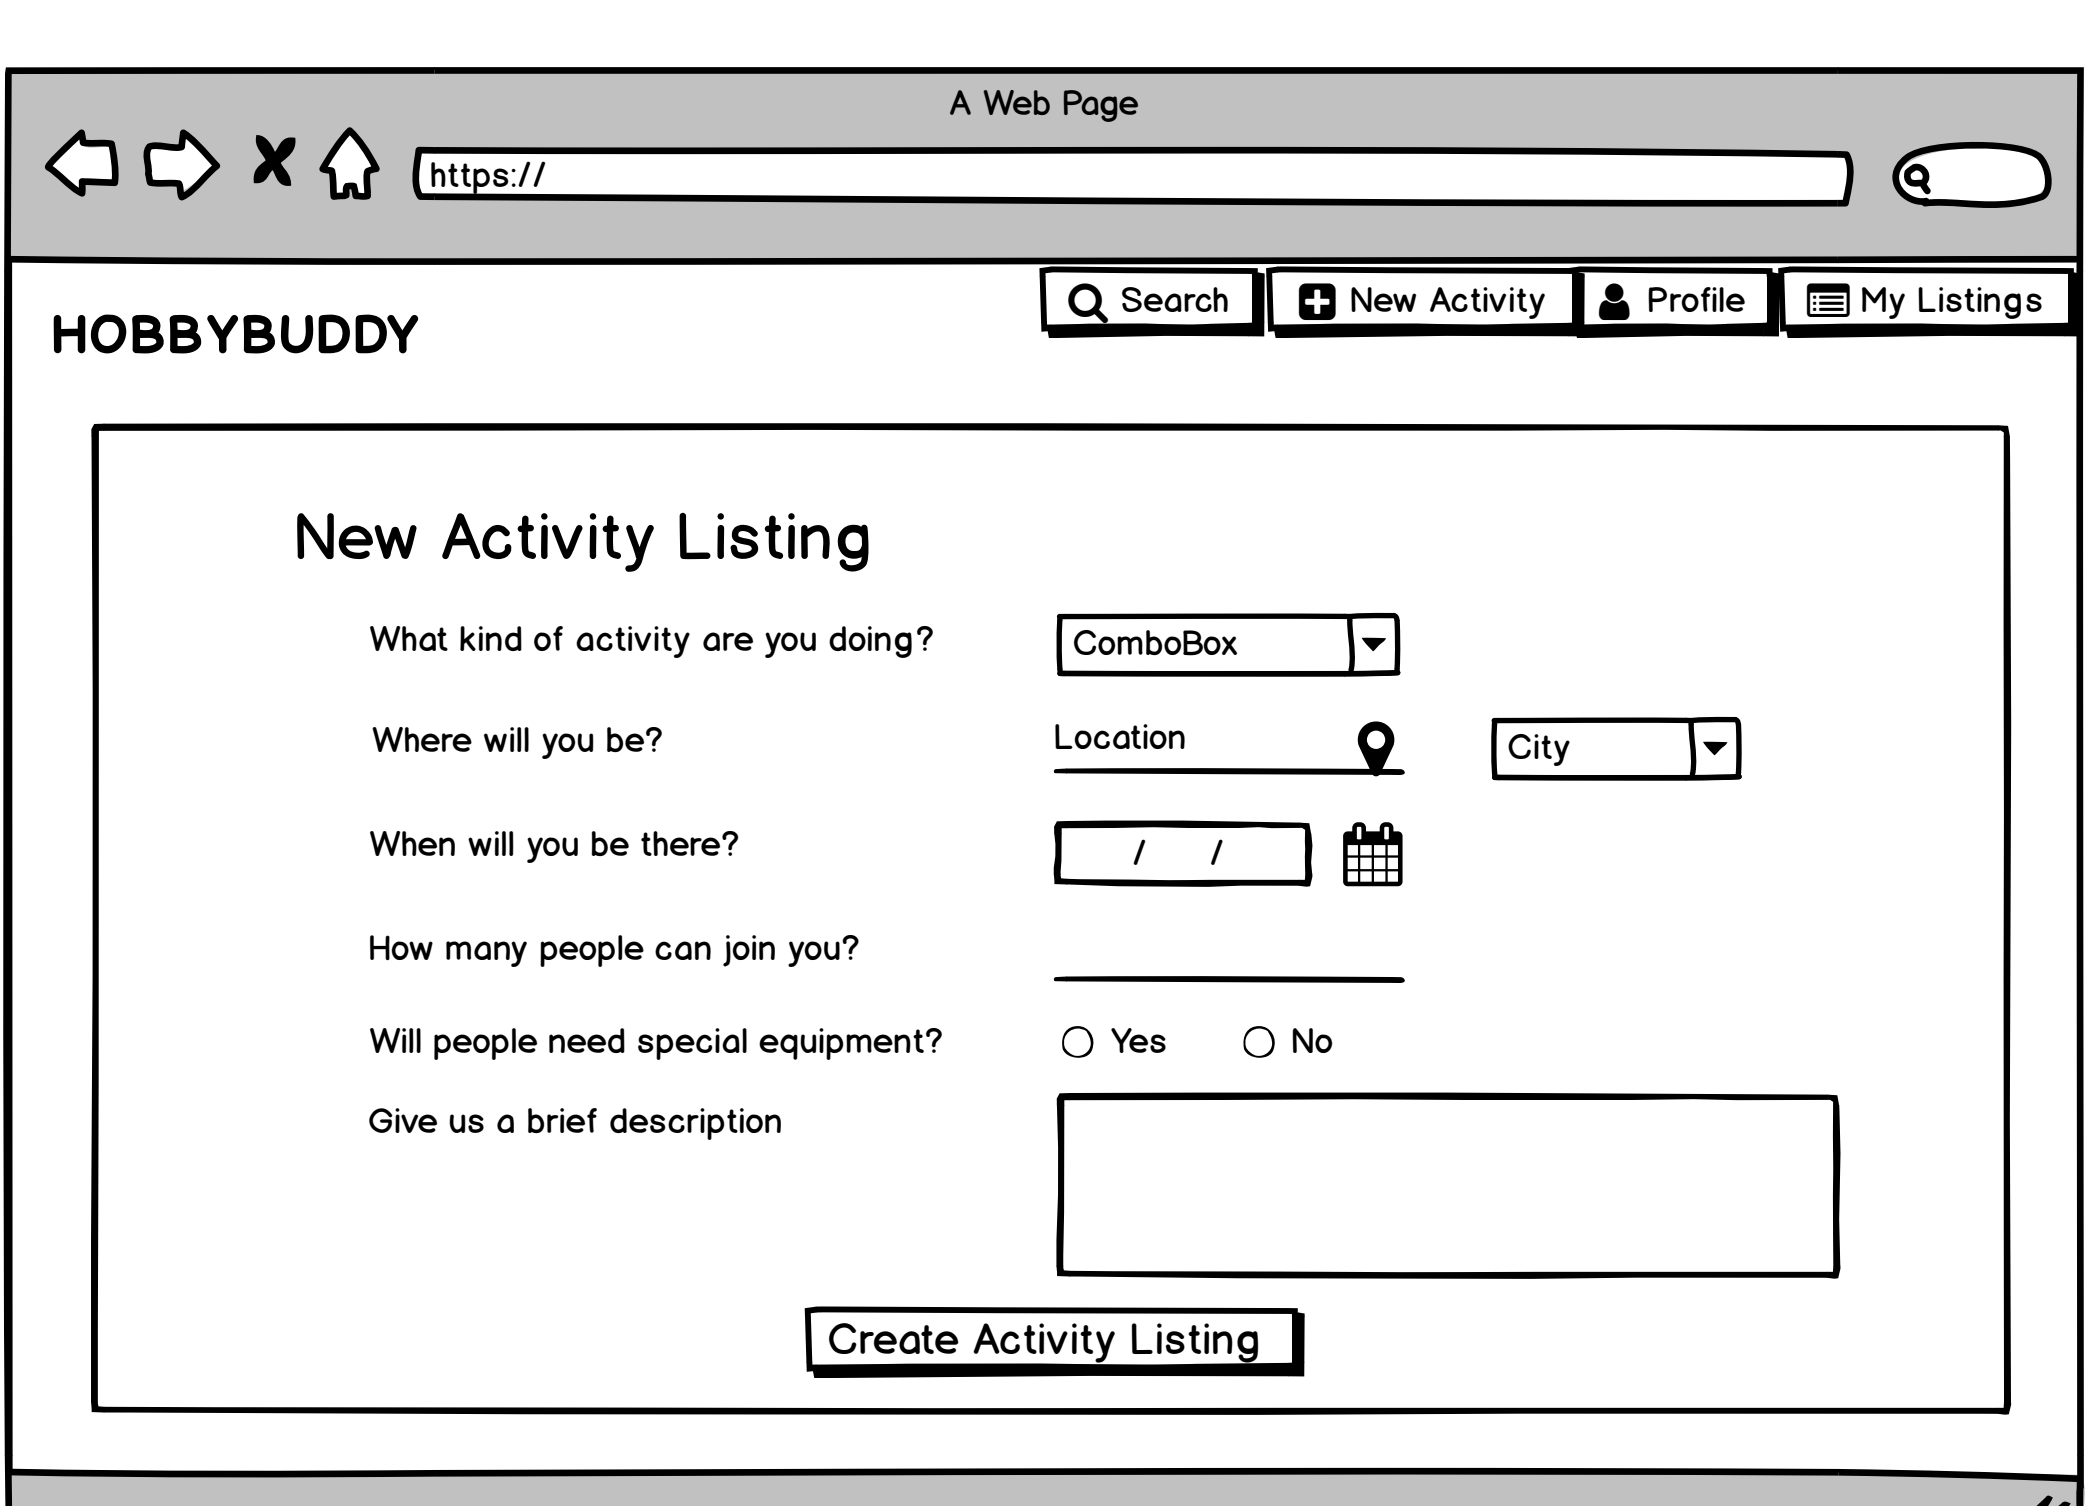 A Web Page
https://
Search New Activity Profile My Listings
HOBBYBUDDY
New Activity Listing
What kind of activity are you doing? ComboBox
Where will you be? Location City
When will you be there? / /
How many people can join you?
Will people need special equipment? Yes No
Give us a brief description
Create Activity Listing